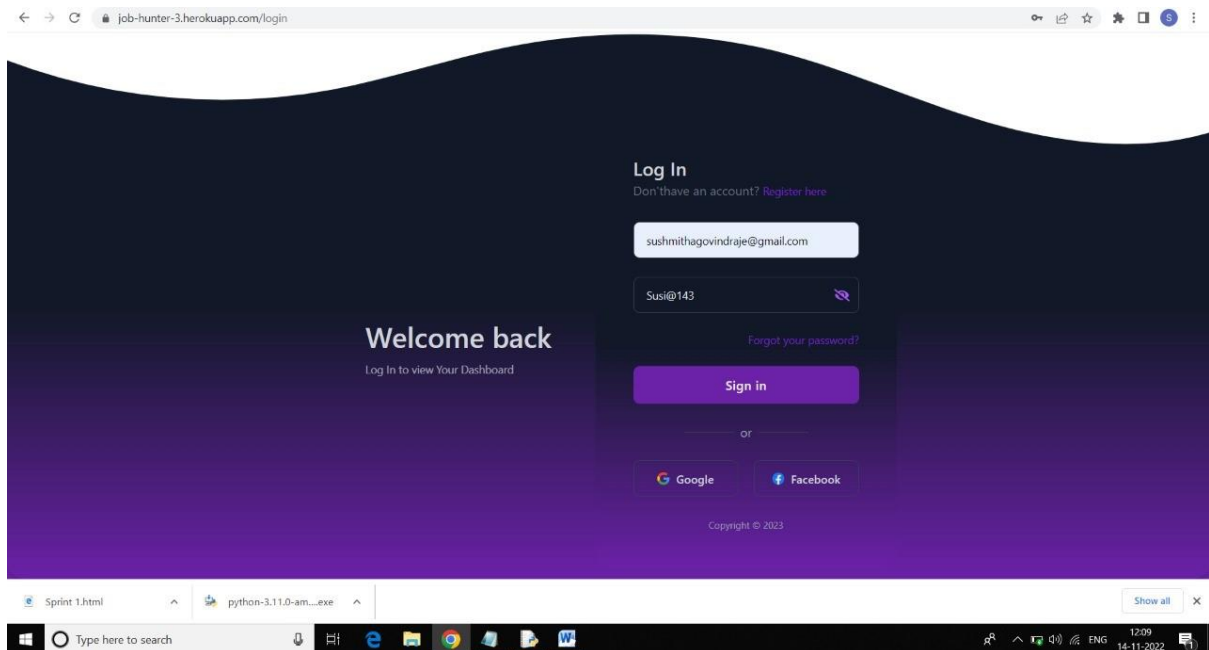 job-hunter-3.herokuapp.com/login
S
Log In
Don'thave an account? Register here
sushmithagovindraje@gmail.com
Susi@143
Welcome back
Log In to view Your Dashboard
Forgot your password?
Sign in
or
Google
Facebook
Copyright © 2023
Sprint 1.html
python-3.11.0-am....exe
Show all
Type here to search
ENG
12:09
14-11-2022
1